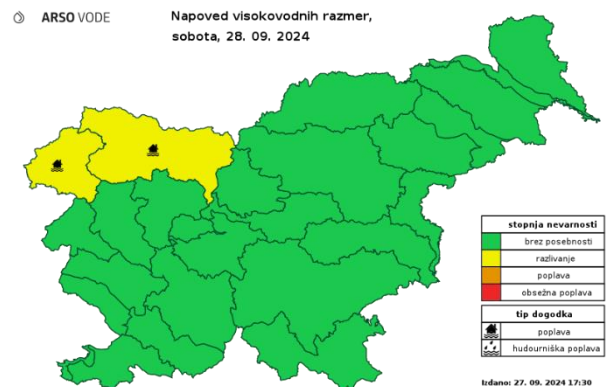 ARSO VODE
Napoved visokovodnih razmer,
sobota, 28. 09. 2024
stopnja nevarnosti
brez posebnosti
razlivanje
poplava
obsežna poplava
tip dogodka
poplava
hudourniška poplava
Izdano: 27. 09. 2024 17:30